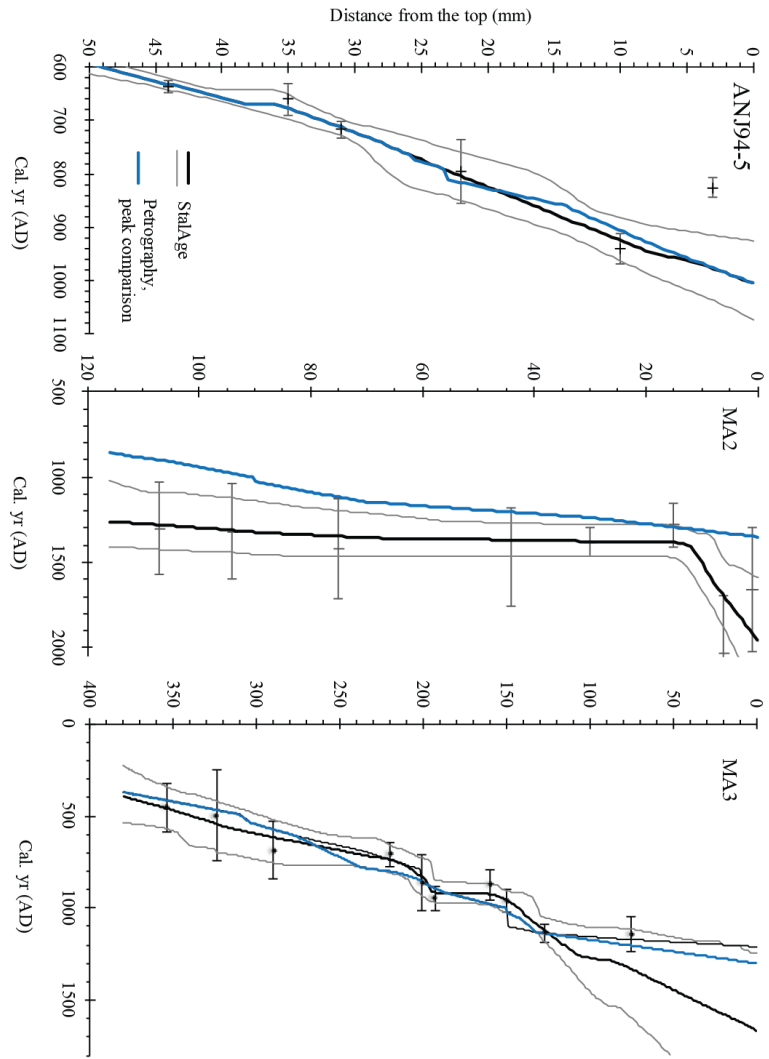 Distance from the top (mm)
50 45 40 35 30 25 20 15 10 5 0
600
700
800
900
1000
1100
Cal. yr (AD)
ANJ94-5
StalAge
Petrography,
peak comparison
120 100 80 60 40 20 0
500
1000
1500
2000
Cal. yr (AD)
MA2
400 350 300 250 200 150 100 50 0
0
500
1000
1500
Cal. yr (AD)
MA3